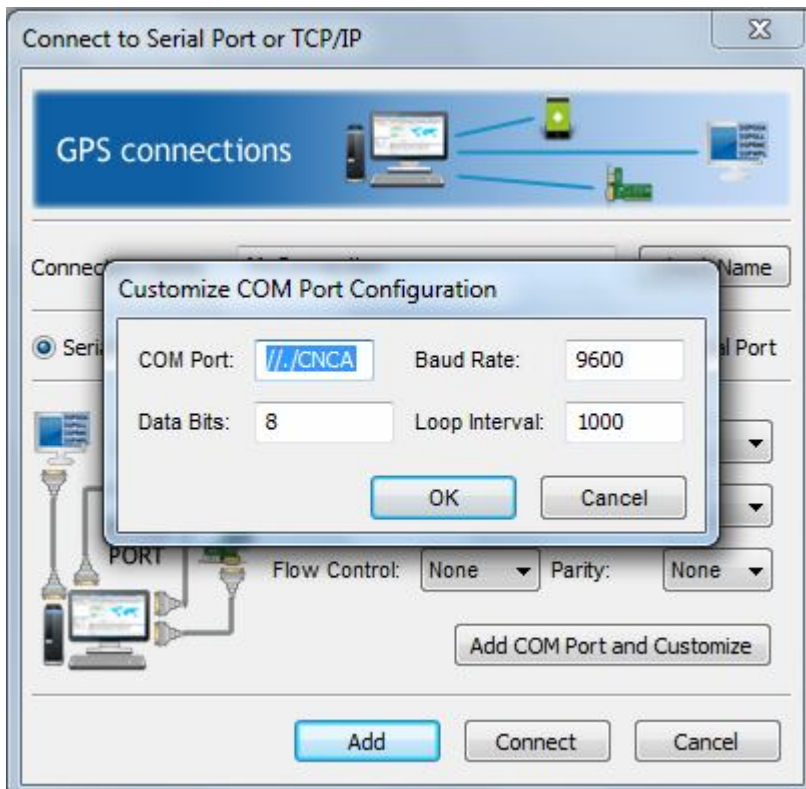 Connect to Serial Port or TCP/IP
GPS connections
Connec
Name
Customize COM Port Configuration
Seri
al Port
COM Port: //./CNCA Baud Rate: 9600
Data Bits: 8 Loop Interval: 1000
OK Cancel
PORT
Flow Control: None Parity: None
Add COM Port and Customize
Add Connect Cancel